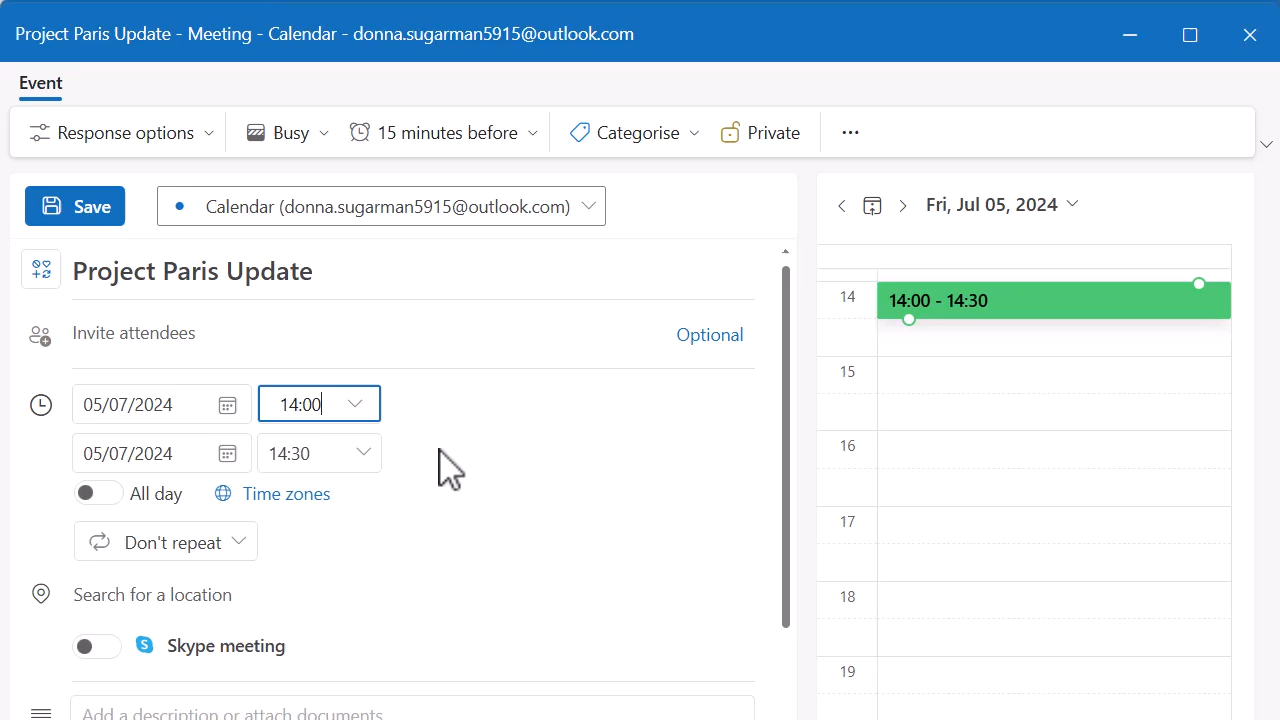 Project Paris Update - Meeting - Calendar - donna.sugarman5915@outlook.com
Event
Response options Busy 15 minutes before Categorise Private ...
Save Calendar (donna.sugarman5915@outlook.com)
Fri, Jul 05, 2024
Project Paris Update
Invite attendees Optional
05/07/2024 14:00
05/07/2024 14:30
All day Time zones
Don't repeat
Search for a location
Skype meeting
Add a description or attach documents
14 14:00 - 14:30
15
16
17
18
19